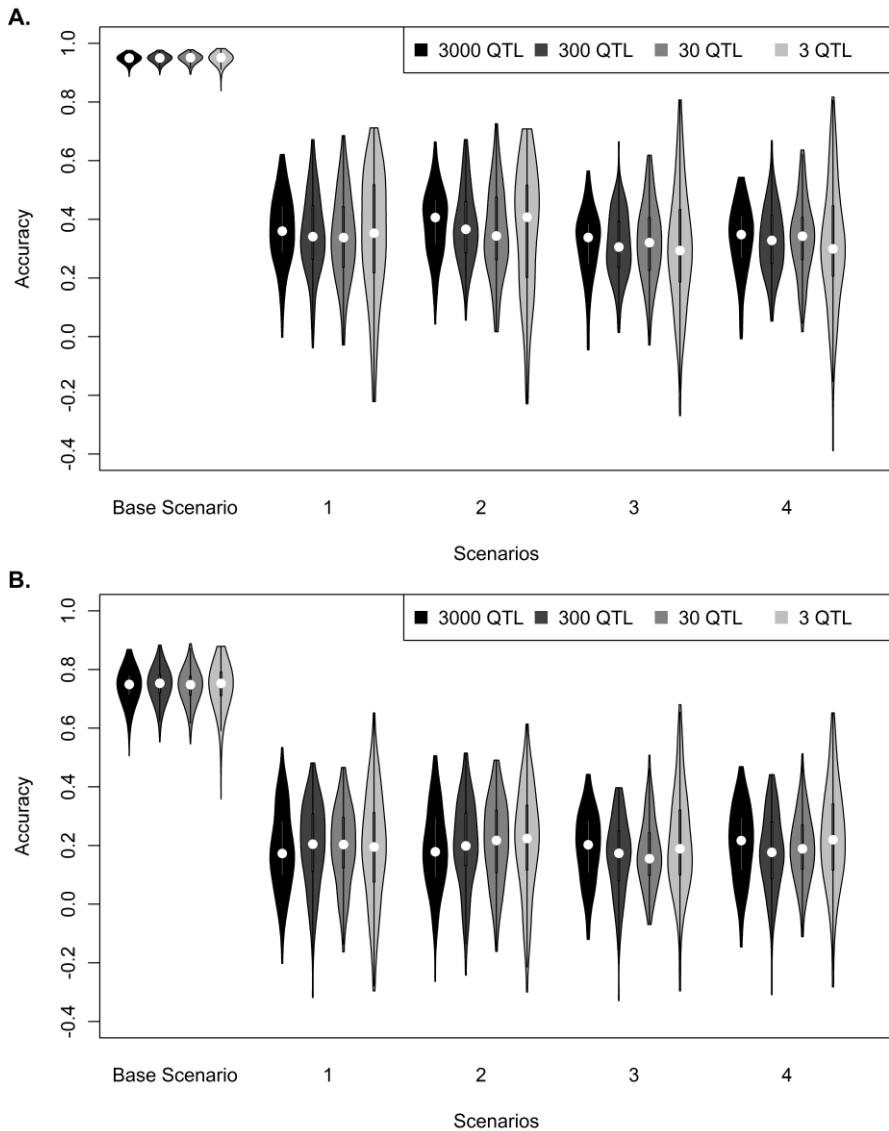 A.
3000 QTL 300 QTL 30 QTL 3 QTL
1.0
0.8
0.6
0.4
0.2
0.0
-0.2
-0.4
Accuracy
Base Scenario 1 2 3 4
Scenarios
B.
3000 QTL 300 QTL 30 QTL 3 QTL
1.0
0.8
0.6
0.4
0.2
0.0
-0.2
-0.4
Accuracy
Base Scenario 1 2 3 4
Scenarios